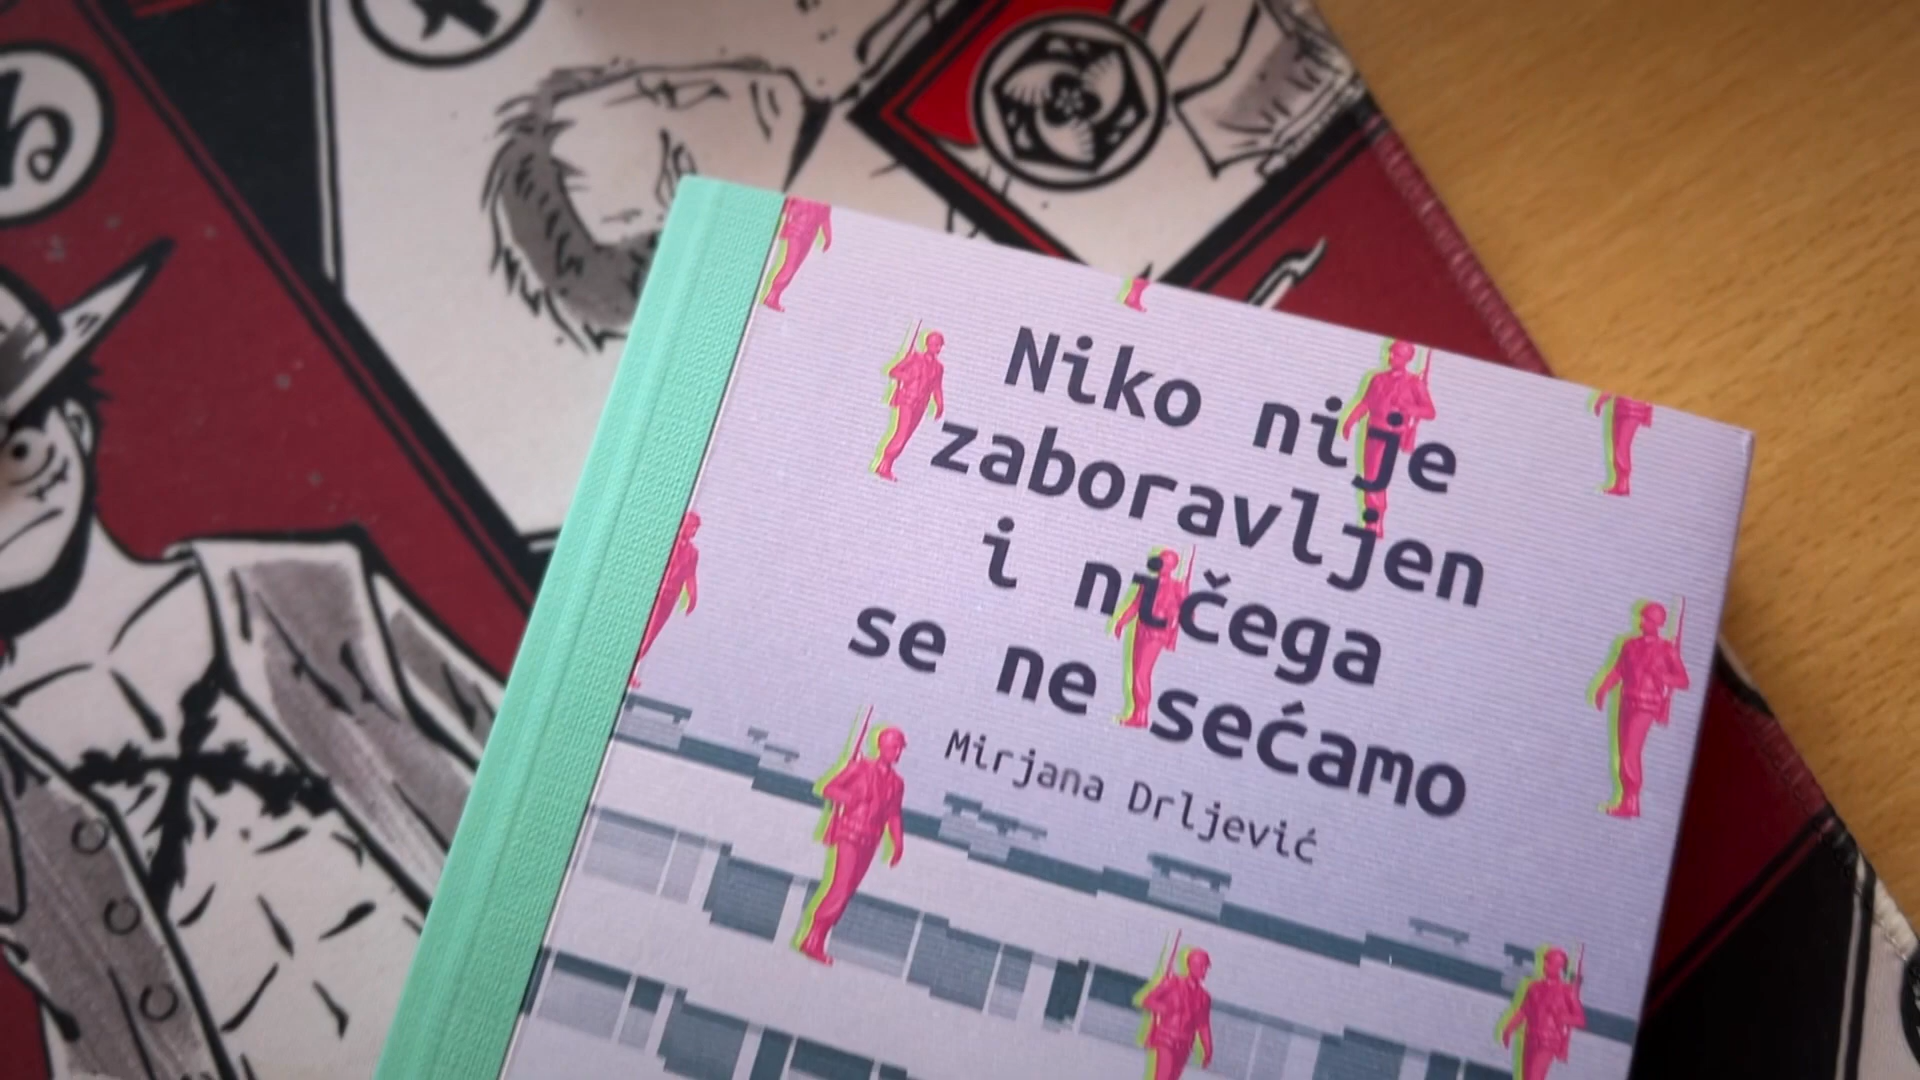 Niko nije
zaboravljen
i ničega
se ne sećamo
Mirjana Drljević